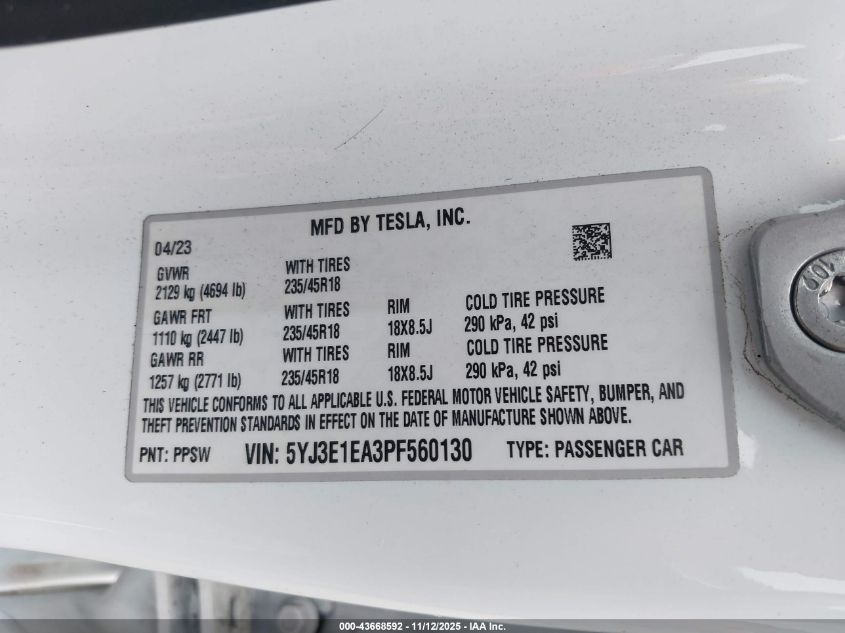 MFD BY TESLA, INC.
04/23
GVWR WITH TIRES
2129 kg (4694 lb) 235/45R18
GAWR FRT WITH TIRES RIM COLD TIRE PRESSURE
1110 kg (2447 lb) 235/45R18 18X8.5J 290 kPa, 42 psi
GAWR RR WITH TIRES RIM COLD TIRE PRESSURE
1257 kg (2771 lb) 235/45R18 18X8.5J 290 kPa, 42 psi
THIS VEHICLE CONFORMS TO ALL APPLICABLE U.S. FEDERAL MOTOR VEHICLE SAFETY, BUMPER, AND
THEFT PREVENTION STANDARDS IN EFFECT ON THE DATE OF MANUFACTURE SHOWN ABOVE.
PNT: PPSW VIN: 5YJ3E1EA3PF560130 TYPE: PASSENGER CAR
10.9
000-43668592 - 11/12/2025 - IAA Inc.